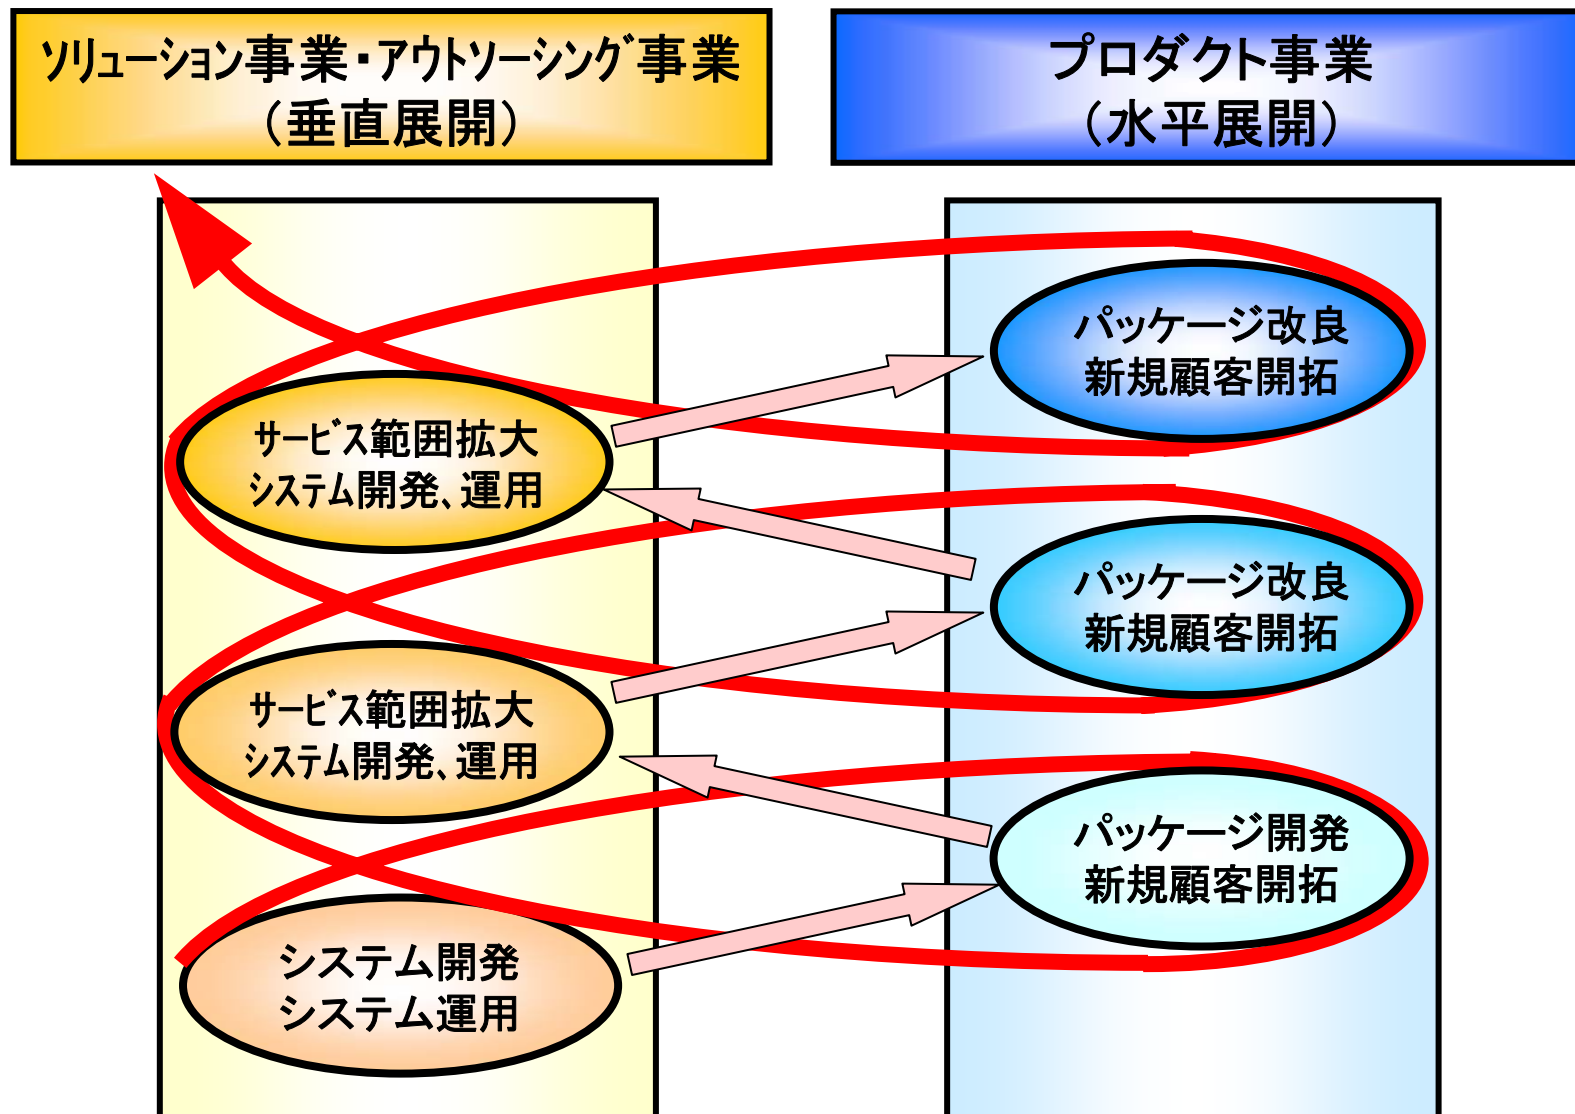 ソリューション事業・アウトソーシング事業
（垂直展開）
プロダクト事業
（水平展開）
パッケージ改良
新規顧客開拓
サービス範囲拡大
システム開発、運用
パッケージ改良
新規顧客開拓
サービス範囲拡大
システム開発、運用
パッケージ開発
新規顧客開拓
システム開発
システム運用